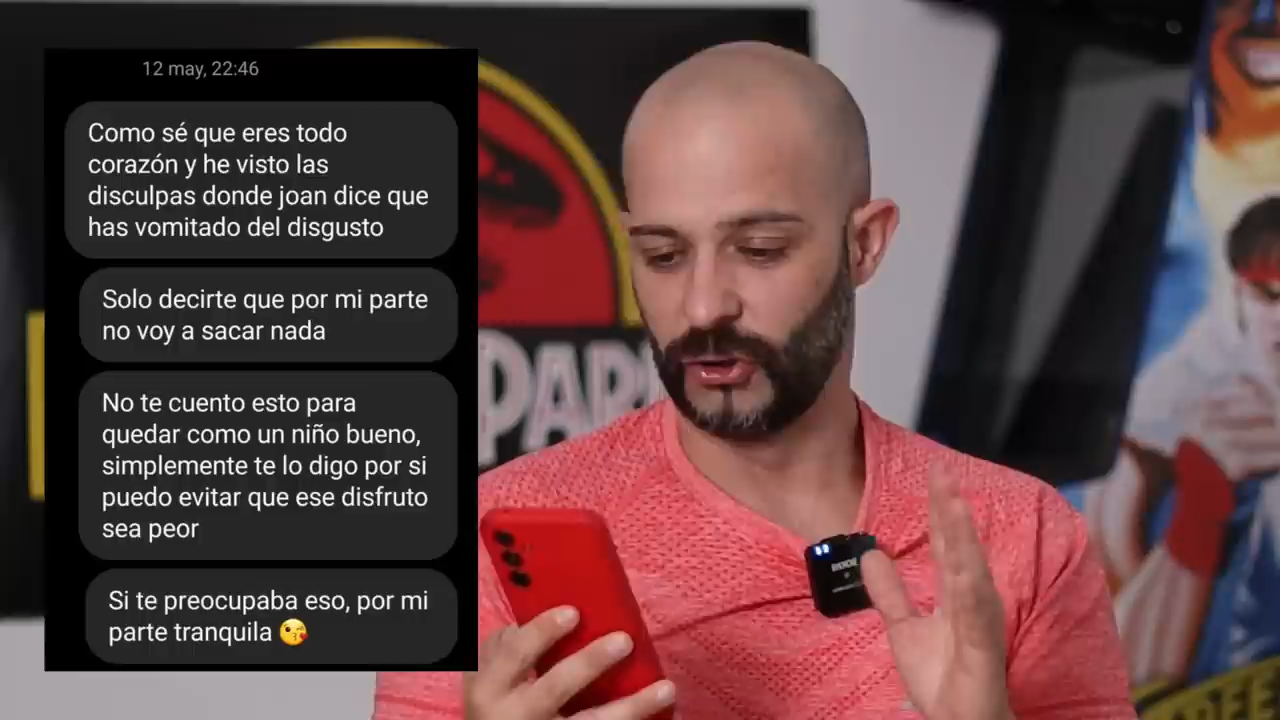 12 may, 22:46
Como sé que eres todo
corazón y he visto las
disculpas donde joan dice que
has vomitado del disgusto
Solo decirte que por mi parte
no voy a sacar nada
No te cuento esto para
quedar como un niño bueno,
simplemente te lo digo por si
puedo evitar que ese disfruto
sea peor
Si te preocupaba eso, por mi
parte tranquila 😘
PAR